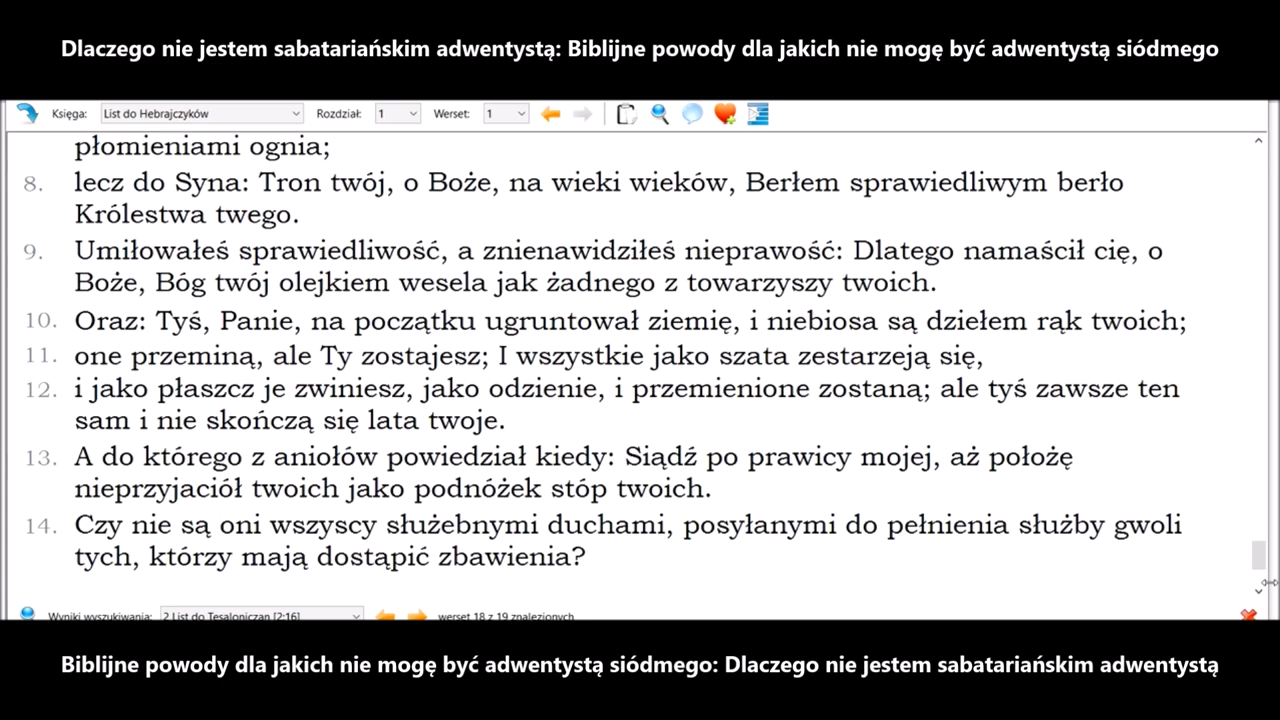 Dlaczego nie jestem sabatariańskim adwentystą: Biblijne powody dla jakich nie mogę być adwentystą siódmego
Księga: List do Hebrajczyków Rozdział: 1 Werset: 1
płomieniami ognia;
8. lecz do Syna: Tron twój, o Boże, na wieki wieków, Berłem sprawiedliwym berło
Królestwa twego.
9. Umiłowałeś sprawiedliwość, a znienawidziłeś nieprawość: Dlatego namaścił cię, o
Boże, Bóg twój olejkiem wesela jak żadnego z towarzyszy twoich.
10. Oraz: Tyś, Panie, na początku ugruntował ziemię, i niebiosa są dziełem rąk twoich;
11. one przeminą, ale Ty zostajesz; I wszystkie jako szata zestarzeją się,
12. i jako płaszcz je zwiniesz, jako odzienie, i przemienione zostaną; ale tyś zawsze ten
sam i nie skończą się lata twoje.
13. A do którego z aniołów powiedział kiedy: Siądź po prawicy mojej, aż położę
nieprzyjaciół twoich jako podnóżek stóp twoich.
14. Czy nie są oni wszyscy służebnymi duchami, posyłanymi do pełnienia służby gwoli
tych, którzy mają dostąpić zbawienia?
Wyniki wyszukiwania: 2 List do Tesaloniczan [2:16] werset 18 z 19 znalezionych
Biblijne powody dla jakich nie mogę być adwentystą siódmego: Dlaczego nie jestem sabatariańskim adwentystą